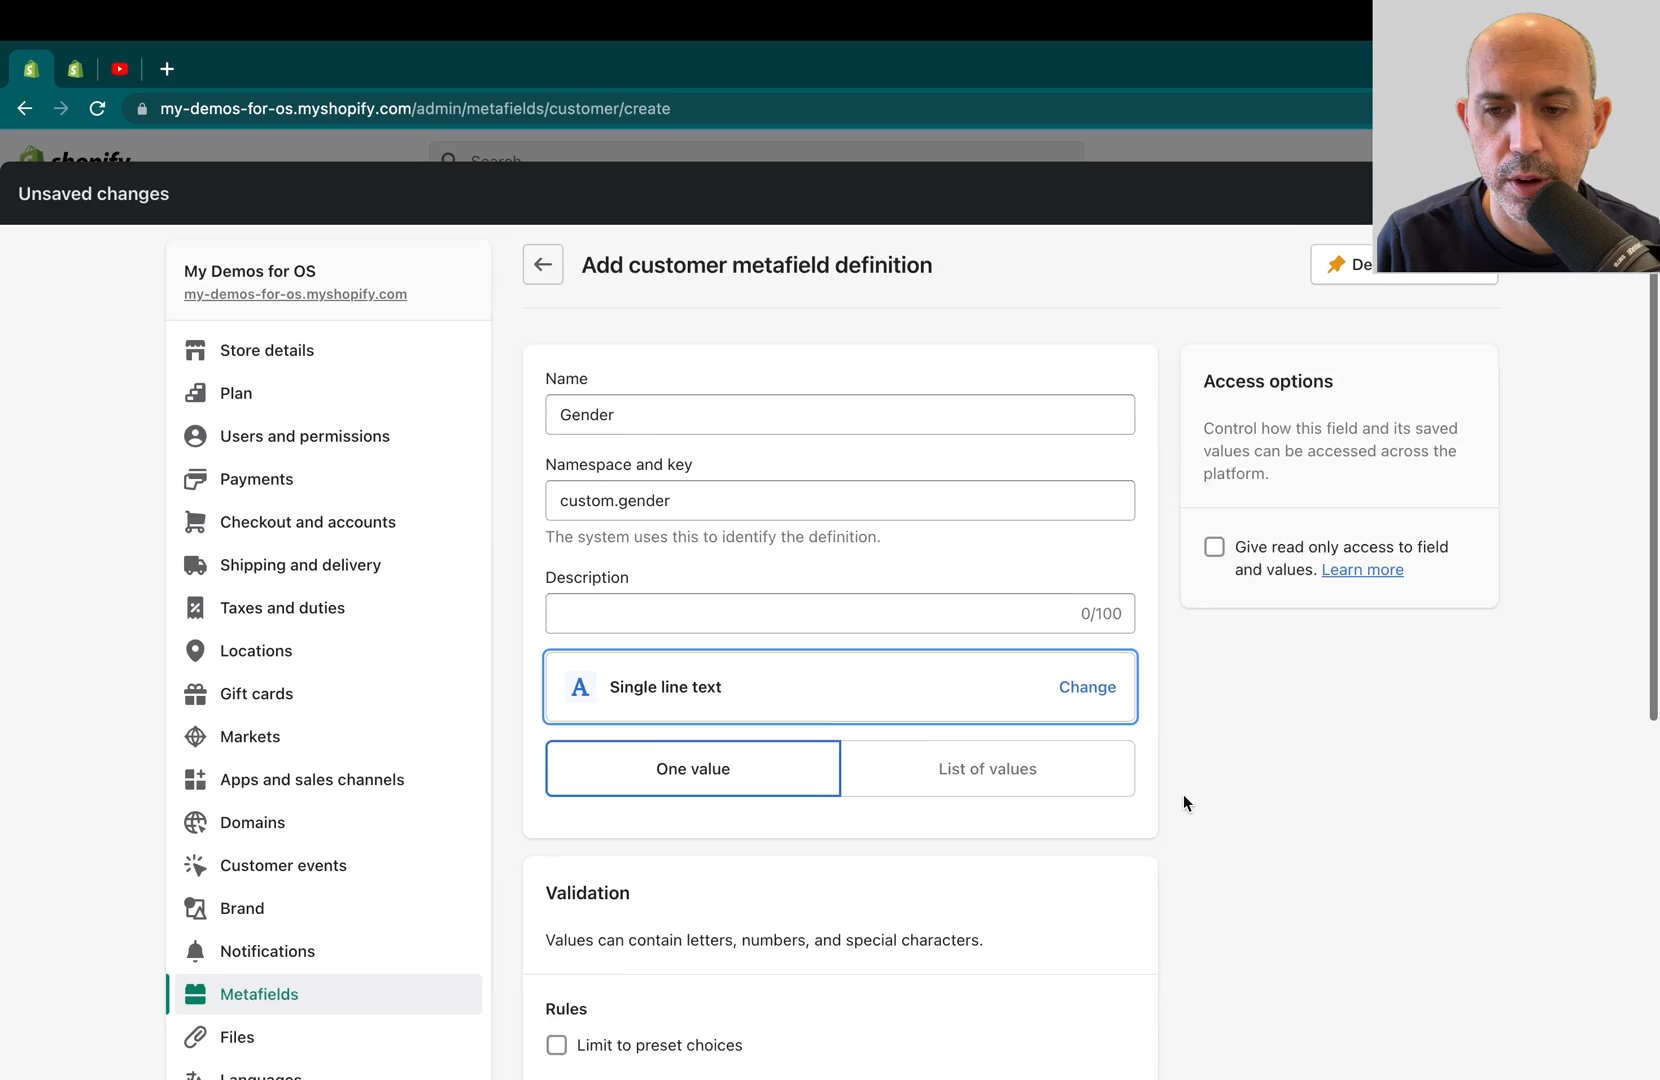 my-demos-for-os.myshopify.com/admin/metafields/customer/create
shopify
Search
Unsaved changes
My Demos for OS
my-demos-for-os.myshopify.com
Store details
Plan
Users and permissions
Payments
Checkout and accounts
Shipping and delivery
Taxes and duties
Locations
Gift cards
Markets
Apps and sales channels
Domains
Customer events
Brand
Notifications
Metafields
Files
Languages
Add customer metafield definition
De
Name
Gender
Namespace and key
custom.gender
The system uses this to identify the definition.
Description
0/100
A Single line text Change
One value List of values
Validation
Values can contain letters, numbers, and special characters.
Rules
Limit to preset choices
Access options
Control how this field and its saved
values can be accessed across the
platform.
Give read only access to field
and values. Learn more